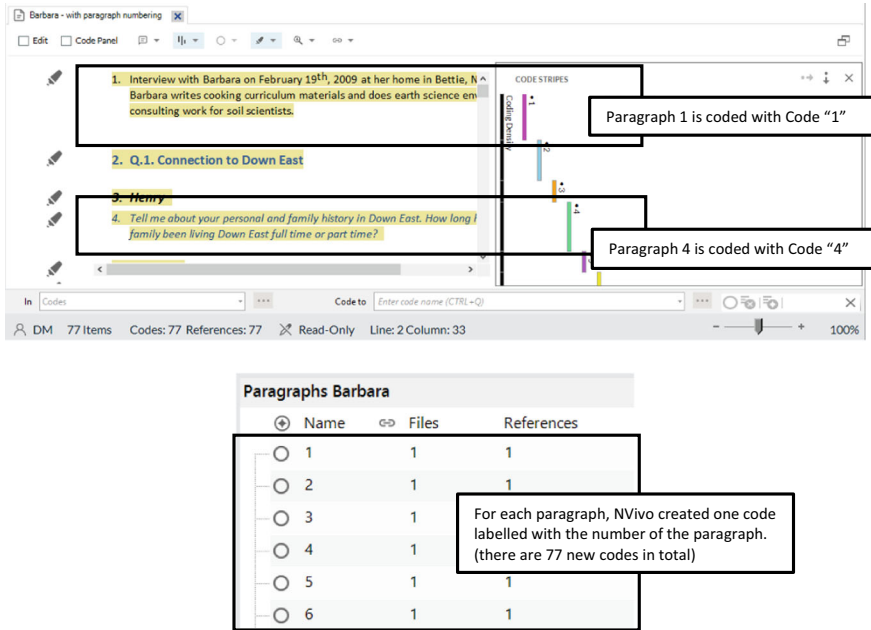 Barbara - with paragraph numbering
Edit Code Panel
1. Interview with Barbara on February 19th, 2009 at her home in Bettie, N
Barbara writes cooking curriculum materials and does earth science en
consulting work for soil scientists.
2. Q.1. Connection to Down East
3. Henry
4. Tell me about your personal and family history in Down East. How long h
family been living Down East full time or part time?
CODE STRIPES
Coding Density
1
2
3
4
Paragraph 1 is coded with Code “1”
Paragraph 4 is coded with Code “4”
In Codes Code to Enter code name (CTRL+Q)
DM 77 Items Codes: 77 References: 77 Read-Only Line: 2 Column: 33 100%
Paragraphs Barbara
Name Files References
1 1 1
2 1 1
3 1
4 1
5 1 1
6 1 1
For each paragraph, NVivo created one code
labelled with the number of the paragraph.
(there are 77 new codes in total)